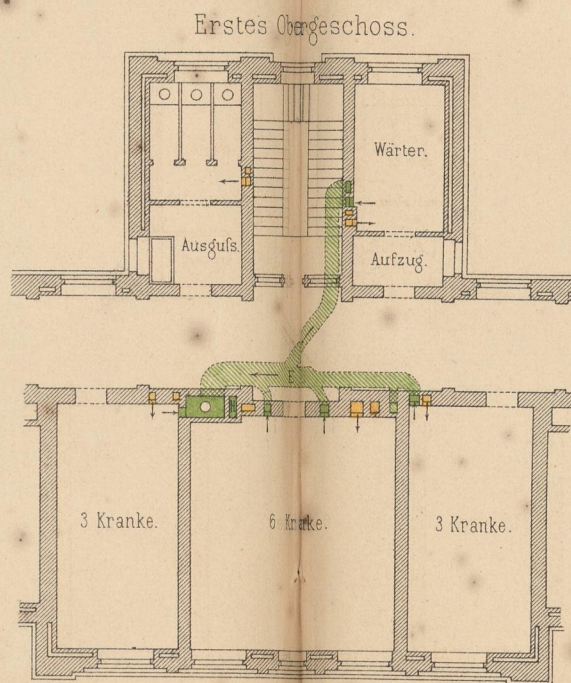 Erstes Obergeschoss.
Wärter.
Ausguſs.
Aufzug.
E
3 Kranke.
6 Kranke.
3 Kranke.